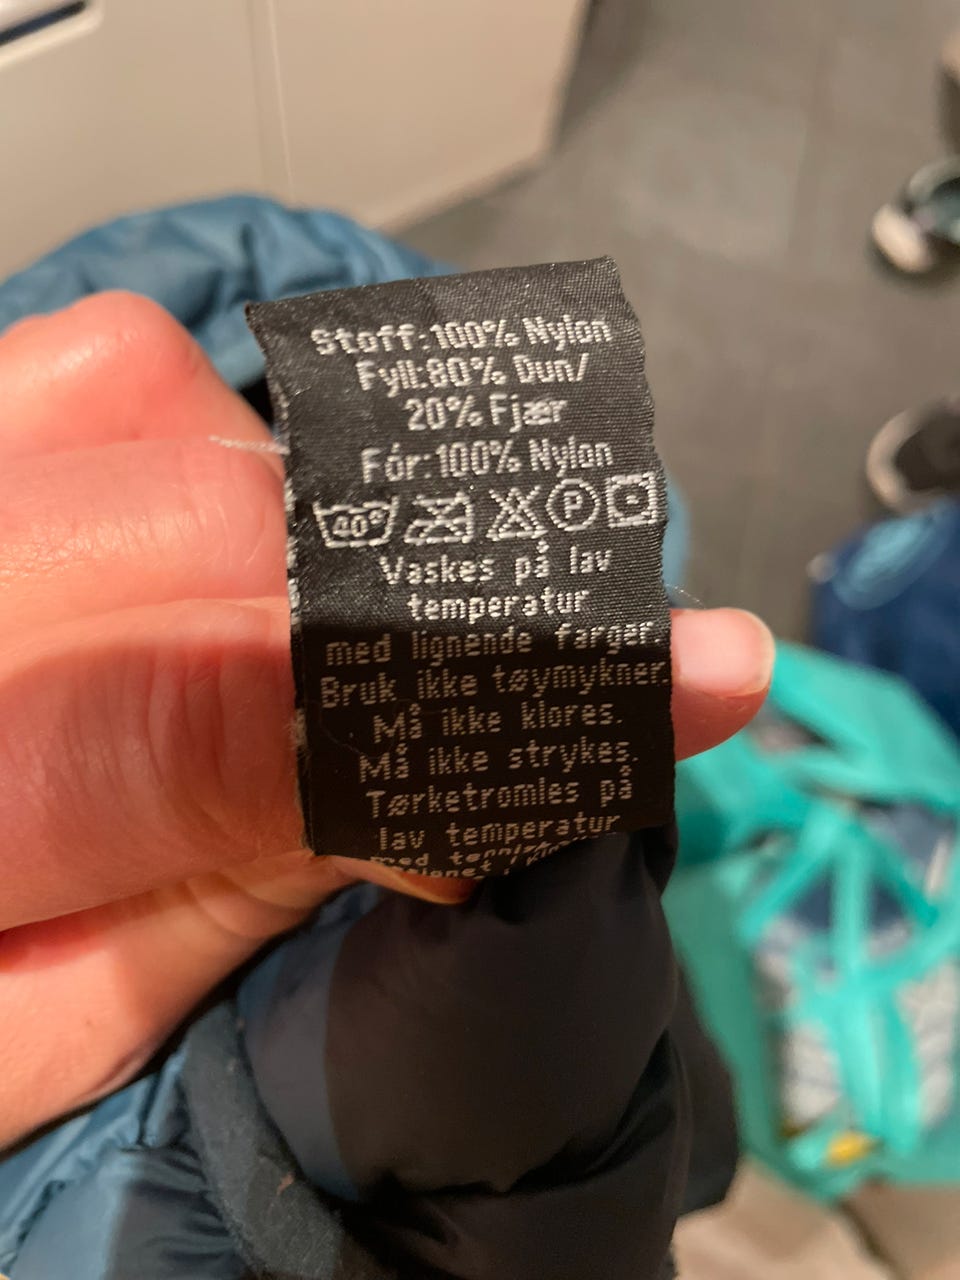 Stoff:100% Nylon
Fyll:80% Dun/
20% Fjær
Fór:100% Nylon
40° P
Vaskes på lav
temperatur
med lignende farger.
Bruk ikke tøymykner.
Må ikke klores.
Må ikke strykes.
Tørketromles på
lav temperatur
med